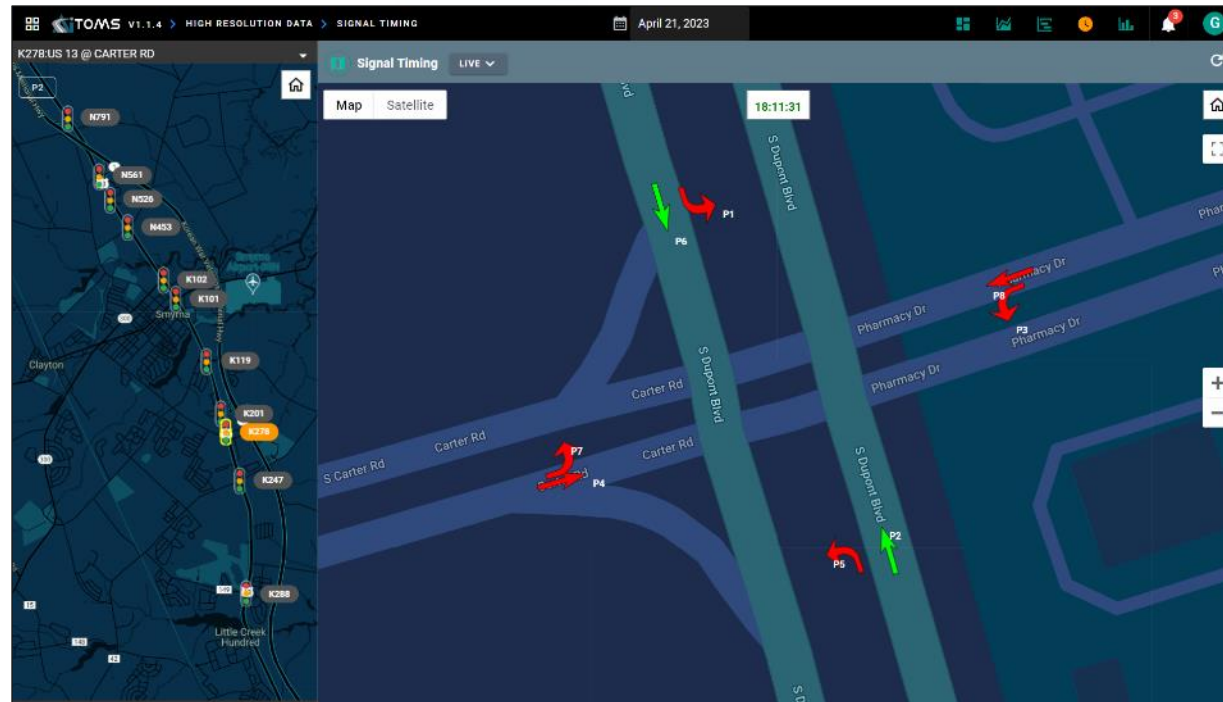 TOMS V1.1.4 > HIGH RESOLUTION DATA > SIGNAL TIMING
April 21, 2023
3
G
K278:US 13 @ CARTER RD
P2
N791
N561
N526
N453
K102
K101
Smyrna
Clayton
K119
K201
K278
K247
K288
Little Creek
Hundred
15
42
Signal Timing LIVE
Map Satellite
18:11:31
S Dupont Blvd
P1
P6
Pharmacy Dr
P8
P3
Pharmacy Dr
Pharmacy Dr
S Dupont Blvd
Carter Rd
Pharmacy Dr
Carter Rd
Carter Rd
P7
S Carter Rd
P4
S Dupont Blvd
P2
P5